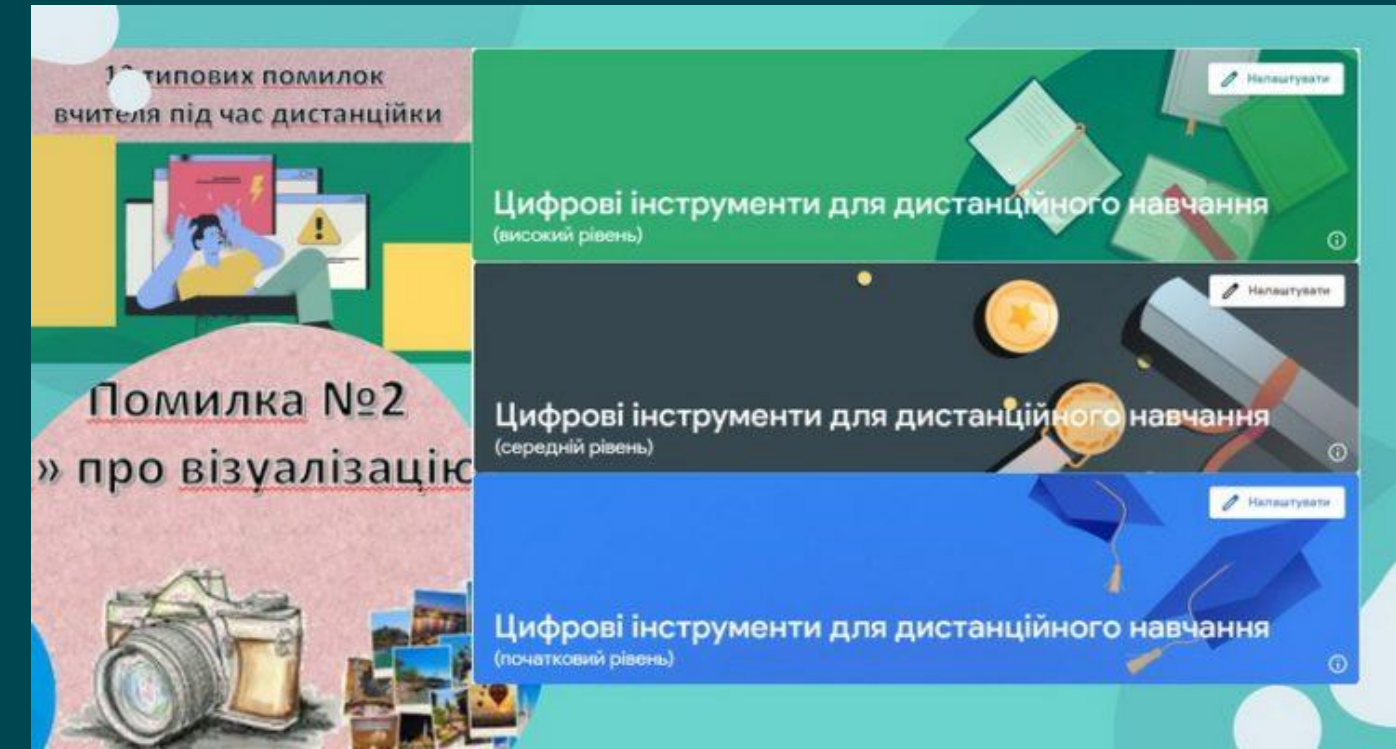 типових помилок
вчителя під час дистанційки
Помилка №2
» про візуалізацію
Налаштувати
Цифрові інструменти для дистанційного навчання
(високий рівень)
Налаштувати
Цифрові інструменти для дистанційного навчання
(середній рівень)
Налаштувати
Цифрові інструменти для дистанційного навчання
(початковий рівень)